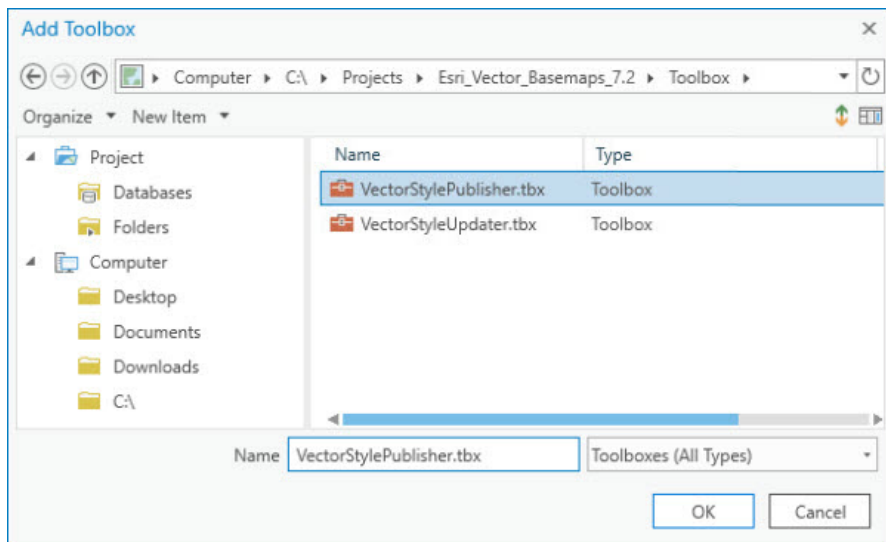 Add Toolbox
Computer C:\ Projects Esri_Vector_Basemaps_7.2 Toolbox
Organize New Item
Name Type
Project
VectorStylePublisher.tbx Toolbox
Databases
VectorStyleUpdater.tbx Toolbox
Folders
Computer
Desktop
Documents
Downloads
C:\
Name VectorStylePublisher.tbx Toolboxes (All Types)
OK Cancel